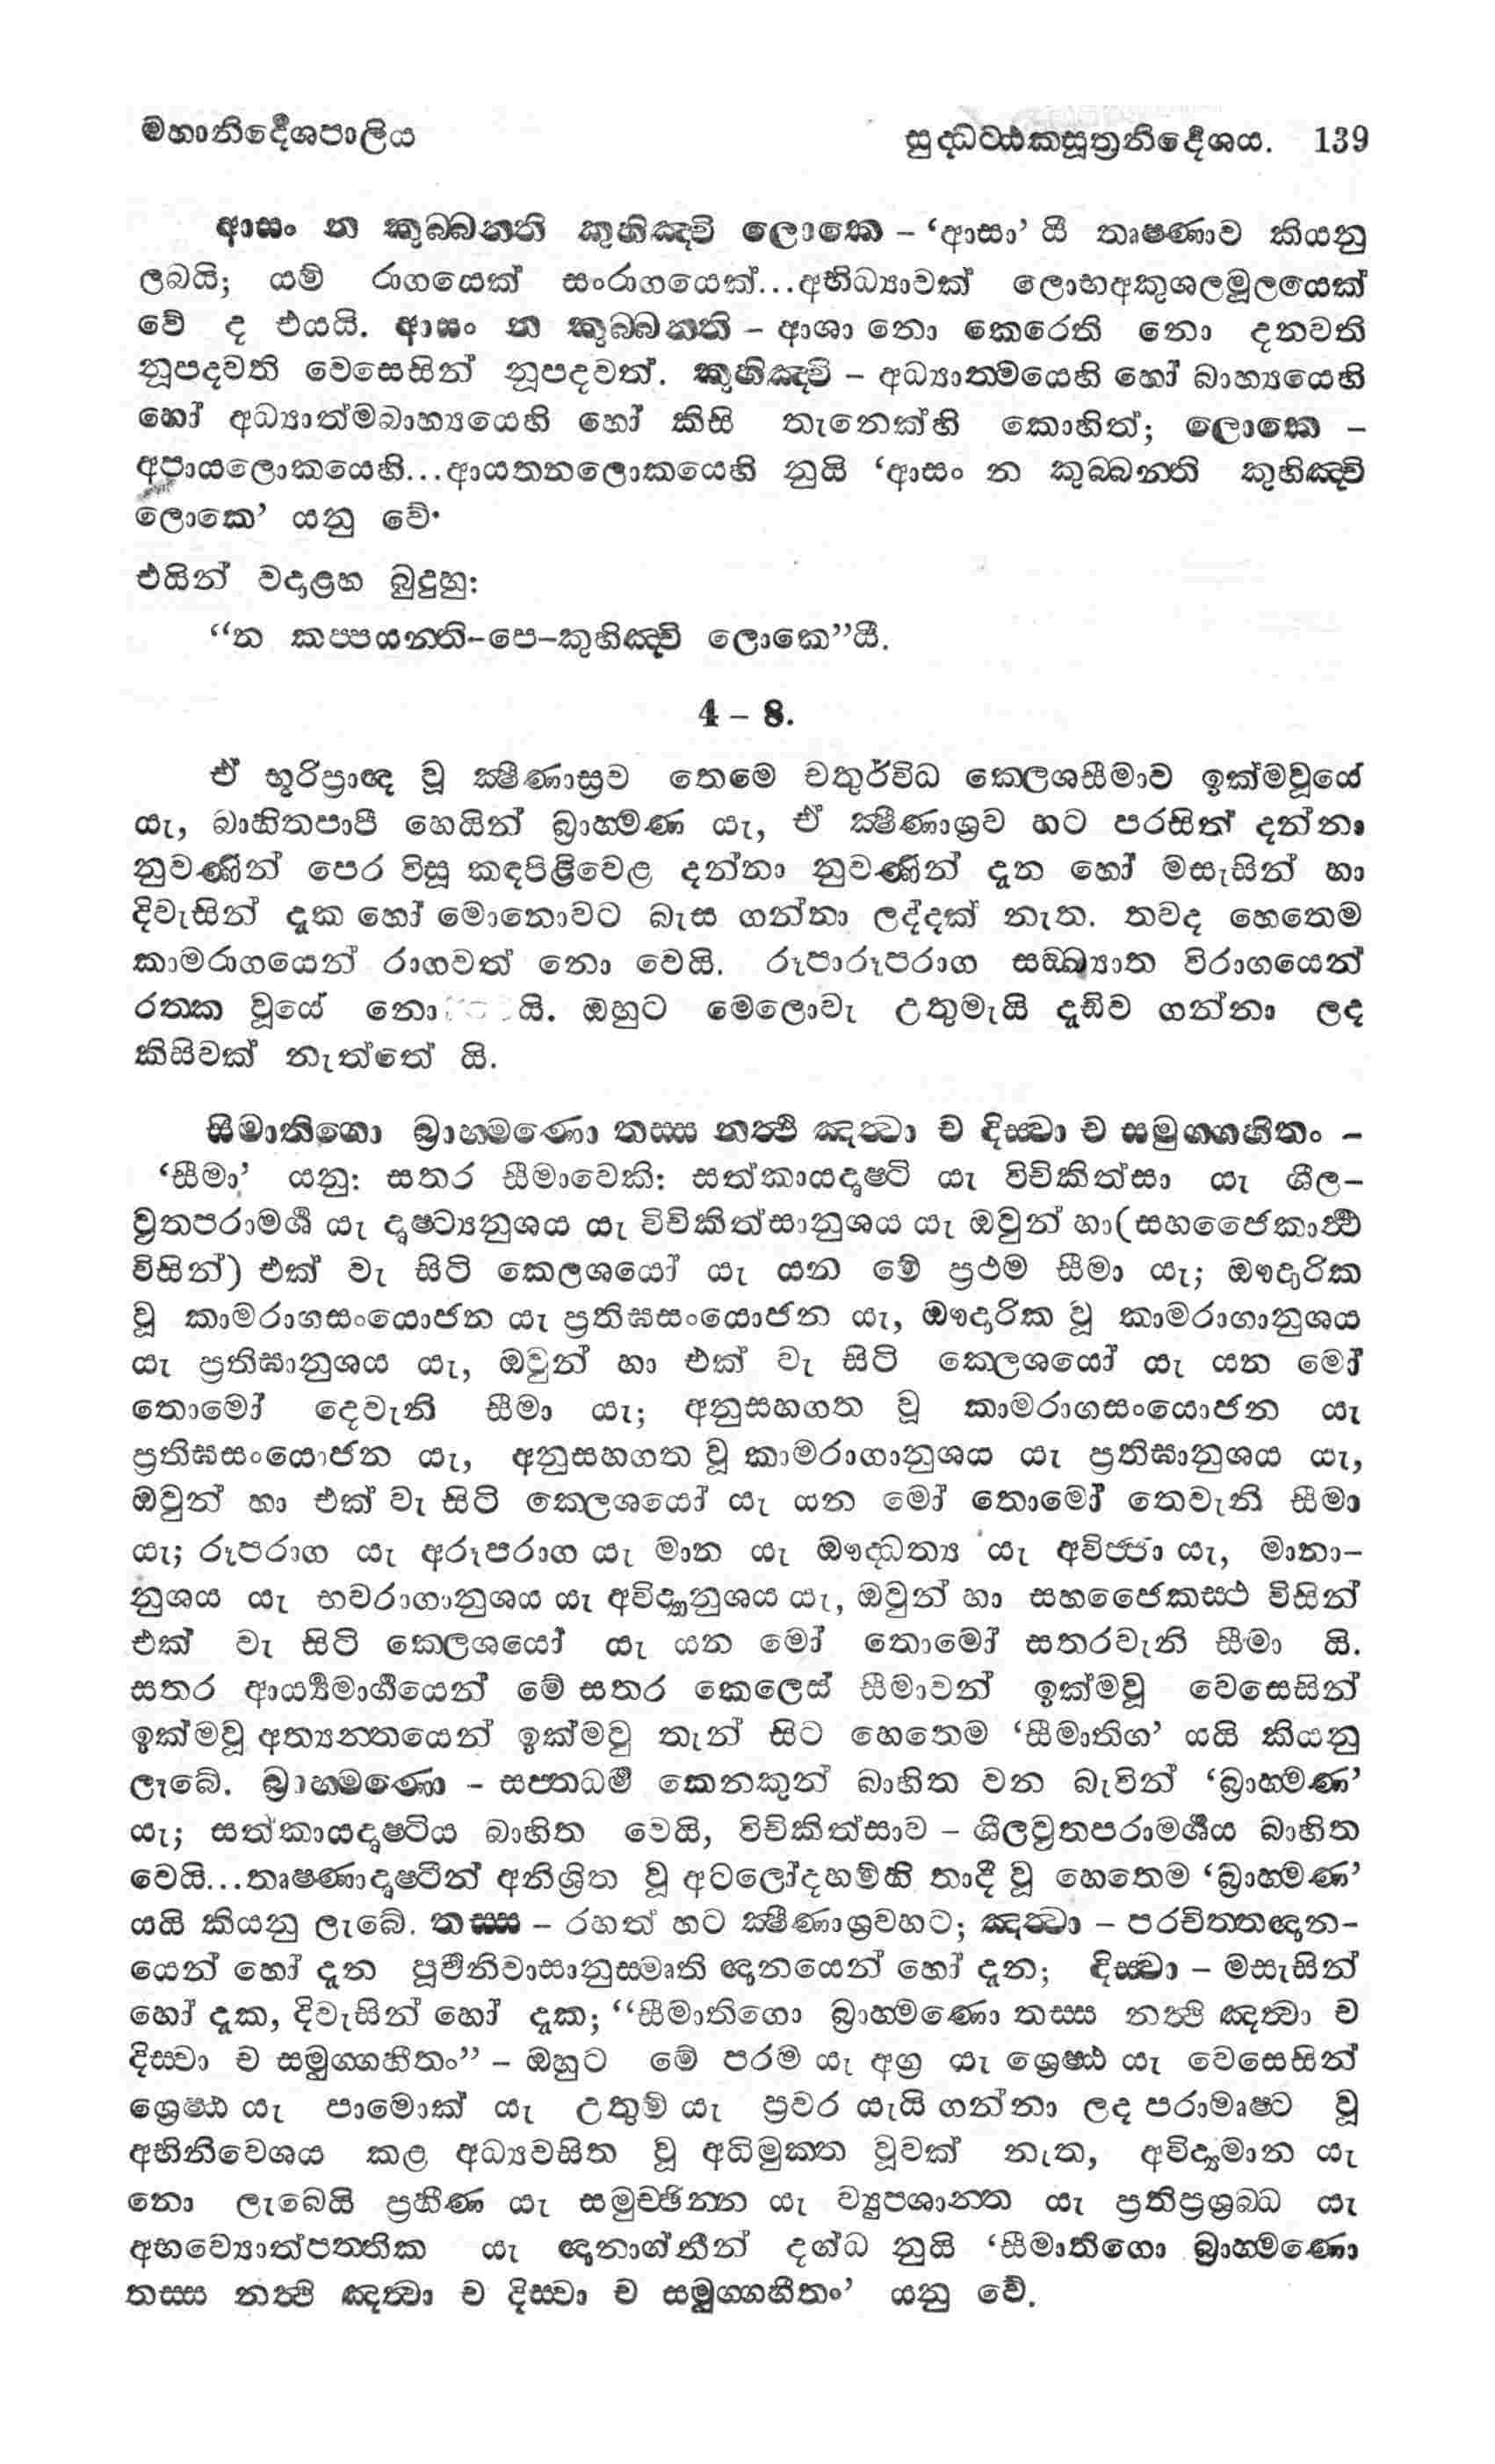 මහානිර්දේශපාලිය සුද්ධට්ඨකසූත්‍රනිර්දේශය. 139
ආසං න කුබ්බන්ති කුහිඤ්චි ලොකෙ – ‘ආසා’ යි තෘෂ්ණාව කියනු
ලබයි; යම් රාගයෙක් සංරාගයෙක්...අභිධ්‍යාවක් ලොභඅකුශලමූලයෙක්
වේ ද එයයි. ආසං න කුබ්බන්ති – ආශා නො කෙරෙති නො දනවති
නූපදවති වෙසෙසින් නූපදවත්. කුහිඤ්චි – අධ්‍යාත්මයෙහි හෝ බාහ්‍යයෙහි
හෝ අධ්‍යාත්මබාහ්‍යයෙහි හෝ කිසි තැනෙක්හි කොහිත්; ලොකෙ –
අපායලොකයෙහි...ආයතනලොකයෙහි නුයි ‘ආසං න කුබ්බන්ති කුහිඤ්චි
ලොකෙ’ යනු වේ.
එයින් වදාළහ බුදුහු:
“න කප්පයන්ති–පෙ–කුහිඤ්චි ලොකෙ”යී.
4 – 8.
ඒ භූරිප්‍රාඥ වූ ක්‍ෂීණාස්‍රව තෙමෙ චතුර්විධ කෙලශසීමාව ඉක්මවූයේ
යැ, බාහිතපාපී හෙයින් බ්‍රාහ්මණ යැ, ඒ ක්‍ෂීණාශ්‍රව හට පරසිත් දන්නා
නුවණින් පෙර විසූ කඳපිළිවෙළ දන්නා නුවණින් දැන හෝ මසැසින් හා
දිවැසින් දැක හෝ මොනොවට බැස ගන්නා ලද්දක් නැත. තවද හෙතෙම
කාමරාගයෙන් රාගවත් නො වෙයි. රූපාරූපරාග සඞ්ඛ්‍යාත විරාගයෙන්
රක්ත වූයේ නො යි. ඔහුට මෙලොවැ උතුමැයි දැඩිව ගන්නා ලද
කිසිවක් නැත්තේ යි.
සීමාතිගො බ්‍රාහ්මණො තස්ස නත්ථි ඤත්වා ච දිස්වා ච සමුග්ගහීතං –
‘සීමා’ යනු: සතර සීමාවෙකි: සත්කායදෘෂ්ටි යැ විචිකිත්සා යැ ශීල–
ව්‍රතපරාමර්ශ යැ දෘෂ්ට්‍යනුශය යැ විචිකිත්සානුශය යැ ඔවුන් හා(සහජෛකාර්ත්‍ථ
විසින්) එක් වැ සිටි කෙලශයෝ යැ යන මේ ප්‍රථම සීමා යැ; ඖදාරික
වූ කාමරාගසංයොජන යැ ප්‍රතිඝසංයොජන යැ, ඖදාරික වූ කාමරාගානුශය
යැ ප්‍රතිඝානුශය යැ, ඔවුන් හා එක් වැ සිටි කෙලශයෝ යැ යන මෝ
තොමෝ දෙවැනි සීමා යැ; අනුසහගත වූ කාමරාගසංයොජන යැ
ප්‍රතිඝසංයොජන යැ, අනුසහගත වූ කාමරාගානුශය යැ ප්‍රතිඝානුශය යැ,
ඔවුන් හා එක් වැ සිටි කෙලශයෝ යැ යන මෝ තොමෝ තෙවැනි සීමා
යැ; රූපරාග යැ අරූපරාග යැ මාන යැ ඖද්ධත්‍ය යැ අවිජ්ජා යැ, මානා–
නුශය යැ භවරාගානුශය යැ අවිද්‍යානුශය යැ, ඔවුන් හා සහජෛකස්ථ විසින්
එක් වැ සිටි කෙලශයෝ යැ යන මෝ තොමෝ සතරවැනි සීමා යි.
සතර ආර්‍ය්‍යමාර්ගයෙන් මේ සතර කෙලෙස් සීමාවන් ඉක්මවූ වෙසෙසින්
ඉක්මවූ අත්‍යන්තයෙන් ඉක්මවූ තැන් සිට හෙතෙම ‘සීමාතිග’ යයි කියනු
ලැබේ. බ්‍රාහ්මණො – සප්තධර්ම කෙනකුන් බාහිත වන බැවින් ‘බ්‍රාහ්මණ’
යැ; සත්කායදෘෂ්ටිය බාහිත වෙයි, විචිකිත්සාව – ශීලව්‍රතපරාමර්ශය බාහිත
වෙයි...තෘෂ්ණාදෘෂ්ටීන් අනිශ්‍රිත වූ අටලෝදහම්හි තාදී වූ හෙතෙම ‘බ්‍රාහ්මණ’
යයි කියනු ලැබේ. තස්ස – රහත් හට ක්‍ෂීණාශ්‍රවහට; ඤත්වා – පරචිත්තඥාන–
යෙන් හෝ දැන පූර්වනිවාසානුස්මෘති ඥානයෙන් හෝ දැන; දිස්වා – මසැසින්
හෝ දැක, දිවැසින් හෝ දැක; “සීමාතිගො බ්‍රාහ්මණො තස්ස නත්ථි ඤත්වා ච
දිස්වා ච සමුග්ගහීතං” – ඔහුට මේ පරම යැ අග්‍ර යැ ශ්‍රෙෂ්ඨ යැ වෙසෙසින්
ශ්‍රෙෂ්ඨ යැ පාමොක් යැ උතුම් යැ ප්‍රවර යැයි ගන්නා ලද පරාමෘෂ්ට වූ
අභිනිවෙශය කළ අධ්‍යවසිත වූ අධිමුක්ත වූවක් නැත, අවිද්‍යමාන යැ
නො ලැබෙයි ප්‍රහීණ යැ සමුච්ඡින්න යැ ව්‍යුපශාන්ත යැ ප්‍රතිප්‍රශ්‍රබ්ධ යැ
අභව්‍යොත්පත්තික යැ ඥානාග්නීන් දග්ධ නුයි ‘සීමාතිගො බ්‍රාහ්මණො
තස්ස නත්ථි ඤත්වා ච දිස්වා ච සමුග්ගහීතං’ යනු වේ.